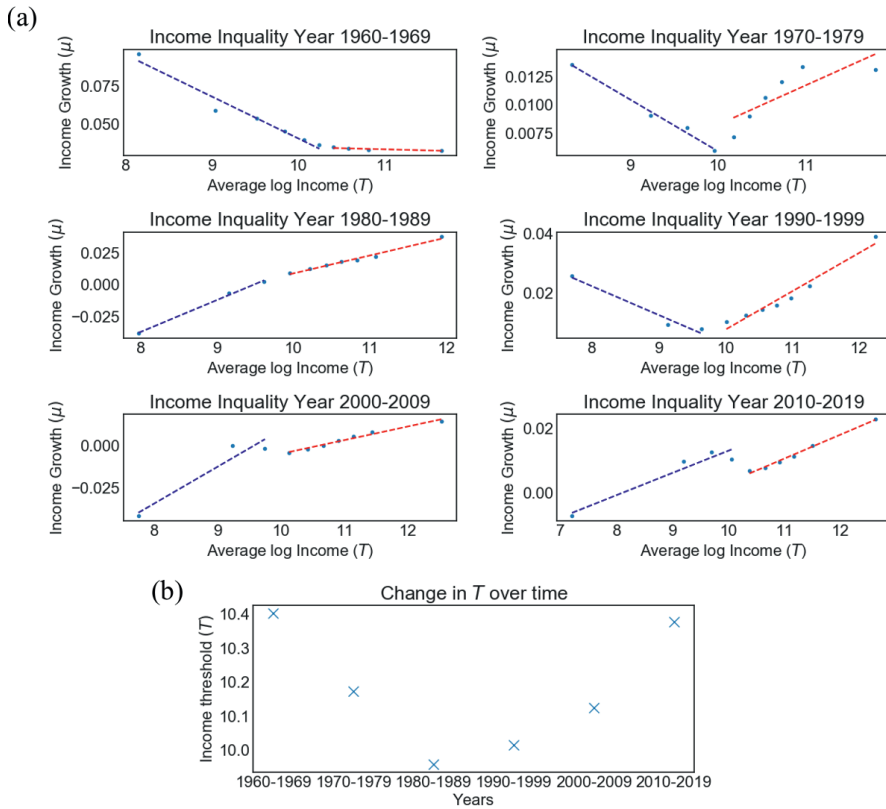 (a)
Income Inquality Year 1960-1969
Income Growth (μ)
0.075
0.050
8 9 10 11
Average log Income (T)
Income Inquality Year 1970-1979
Income Growth (μ)
0.0125
0.0100
0.0075
9 10 11
Average log Income (T)
Income Inquality Year 1980-1989
Income Growth (μ)
0.025
0.000
−0.025
8 9 10 11 12
Average log Income (T)
Income Inquality Year 1990-1999
Income Growth (μ)
0.04
0.02
8 9 10 11 12
Average log Income (T)
Income Inquality Year 2000-2009
Income Growth (μ)
0.000
−0.025
8 9 10 11 12
Average log Income (T)
Income Inquality Year 2010-2019
Income Growth (μ)
0.02
0.00
7 8 9 10 11 12
Average log Income (T)
(b)
Change in T over time
Income threshold (T)
10.4
10.3
10.2
10.1
10.0
1960-1969 1970-1979 1980-1989 1990-1999 2000-2009 2010-2019
Years